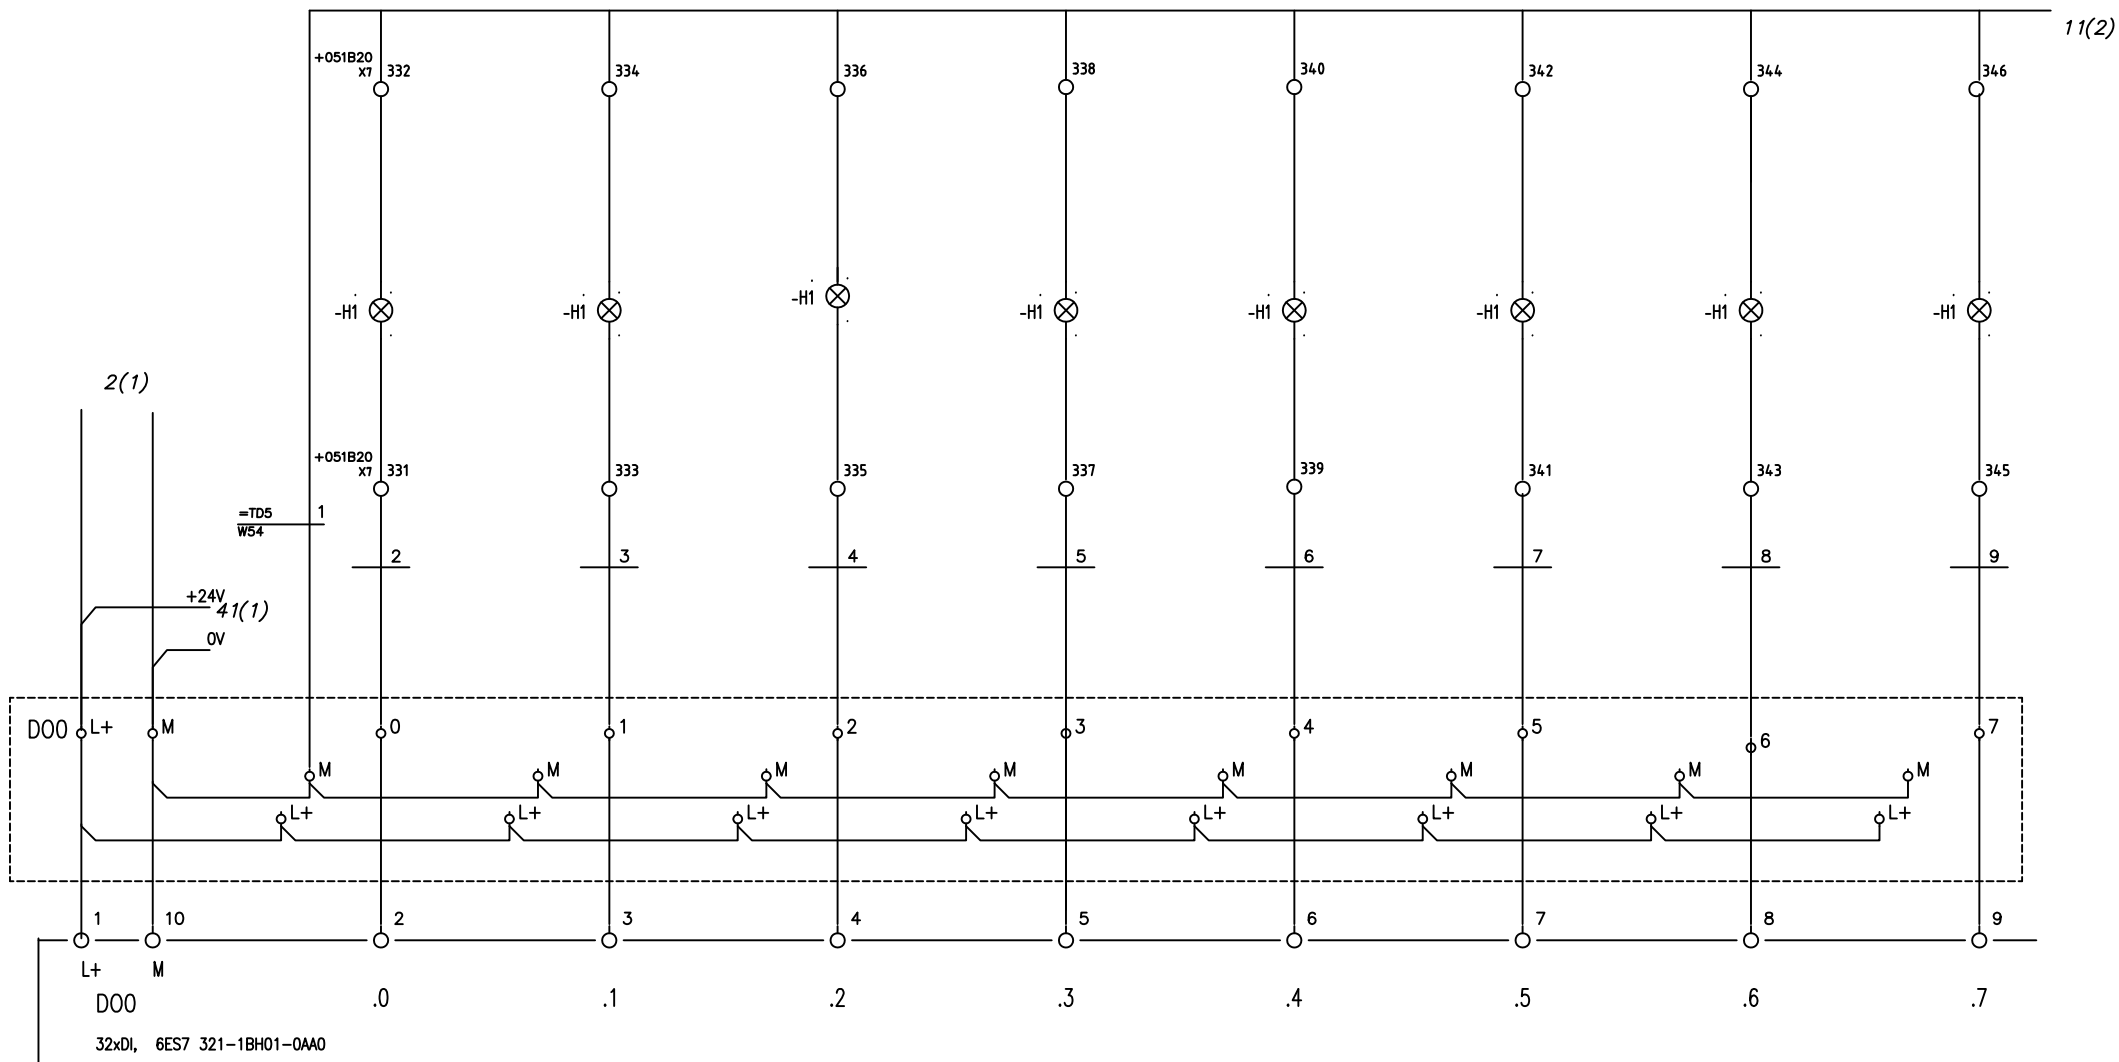 11(2)
+051B20
X7 332 334 336 338 340 342 344 346
-H1 -H1 -H1 -H1 -H1 -H1 -H1 -H1
2(1)
+051B20
X7 331 333 335 337 339 341 343 345
=TD5 1
W54
2 3 4 5 6 7 8 9
+24V
41(1)
0V
DO0 L+ M 0 1 2 3 4 5 6 7
M M M M M M M M
L+ L+ L+ L+ L+ L+ L+ L+
1 10 2 3 4 5 6 7 8 9
L+ M
DO0 .0 .1 .2 .3 .4 .5 .6 .7
32xDI, 6ES7 321-1BH01-0AA0